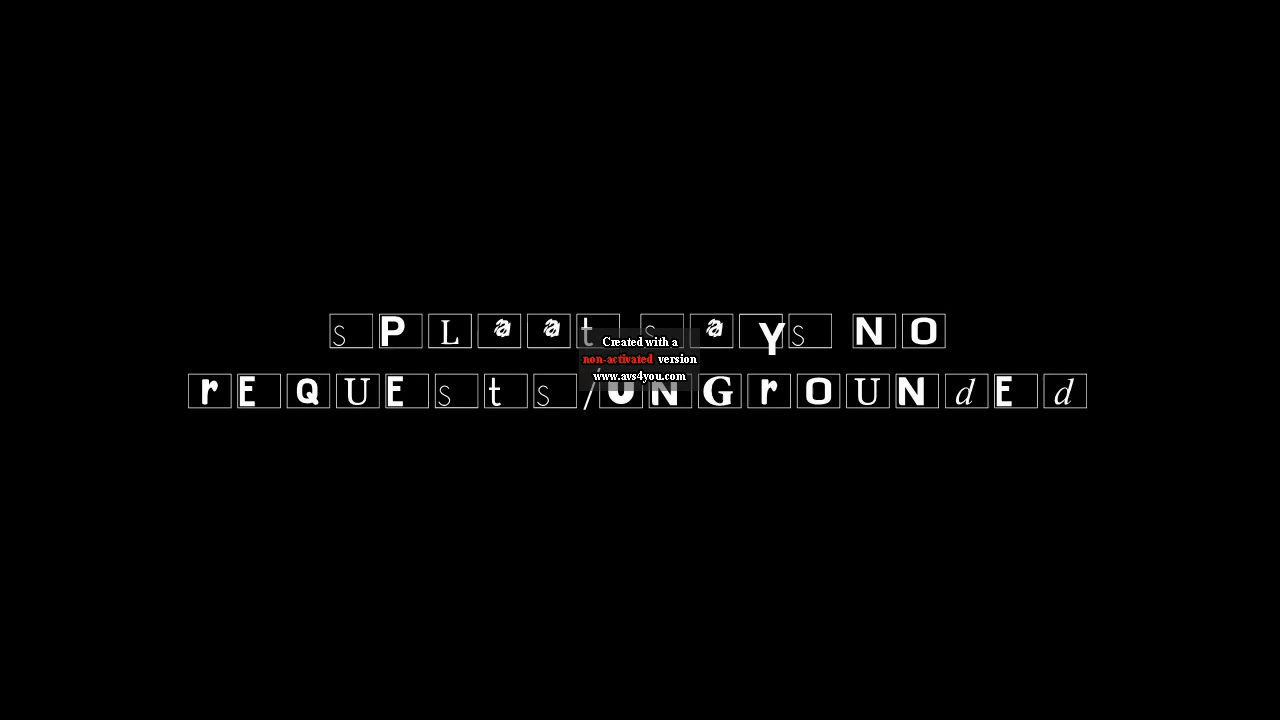 sPLaat says NO
rEQUEsts/UNGrOUNdEd
Created with a
non-activated version
www.avs4you.com